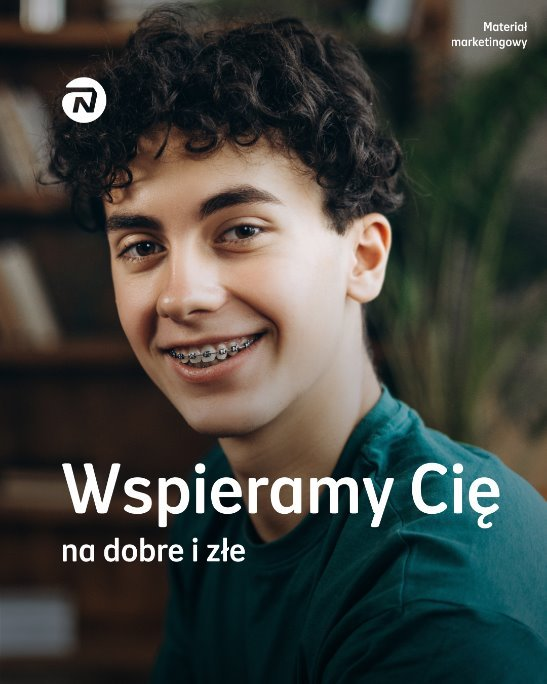 Materiał
marketingowy
Wspieramy Cię
na dobre i złe